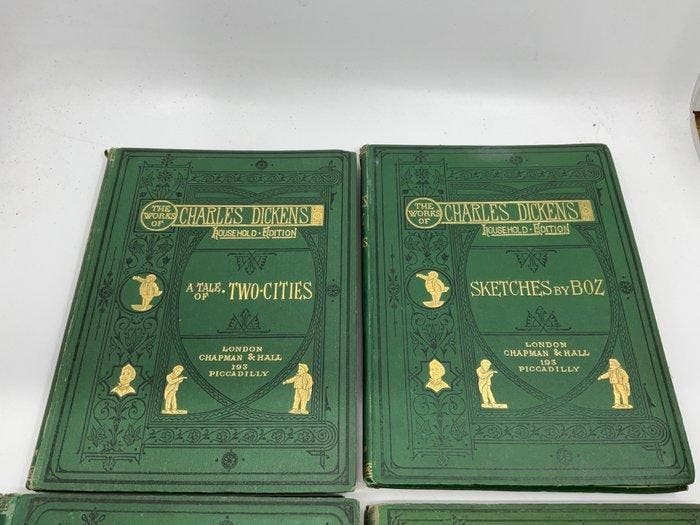 THE WORKS OF
CHARLES DICKENS
HOUSEHOLD · EDITION
A TALE OF TWO·CITIES
LONDON
CHAPMAN & HALL
193
PICCADILLY
THE WORKS OF
CHARLES DICKENS
HOUSEHOLD · EDITION
SKETCHES BY BOZ
LONDON
CHAPMAN & HALL
193
PICCADILLY